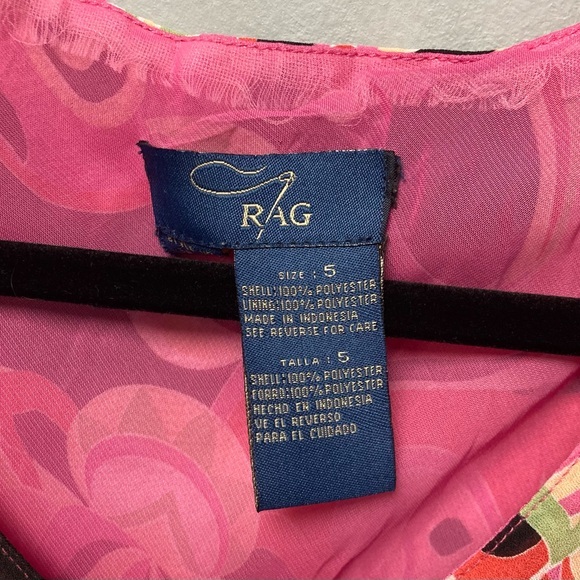 RAG
SIZE : 5
SHELL:100% POLYESTER
LINING:100% POLYESTER
MADE IN INDONESIA
SEE REVERSE FOR CARE
TALLA : 5
SHELL:100% POLYESTER
FORRO:100% POLYESTER
HECHO EN INDONESIA
VE EL REVERSO
PARA EL CUIDADO